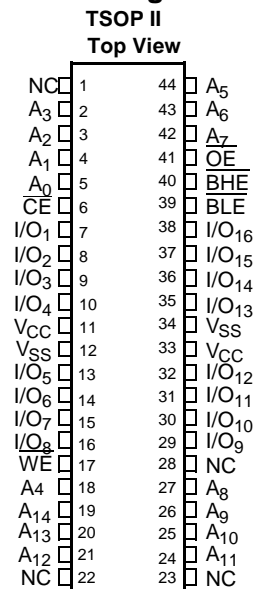 TSOP II
Top View
NC 1 44 A5
A3 2 43 A6
A2 3 42 A7
A1 4 41 OE
A0 5 40 BHE
CE 6 39 BLE
I/O1 7 38 I/O16
I/O2 8 37 I/O15
I/O3 9 36 I/O14
I/O4 10 35 I/O13
VCC 11 34 VSS
VSS 12 33 VCC
I/O5 13 32 I/O12
I/O6 14 31 I/O11
I/O7 15 30 I/O10
I/O8 16 29 I/O9
WE 17 28 NC
A4 18 27 A8
A14 19 26 A9
A13 20 25 A10
A12 21 24 A11
NC 22 23 NC